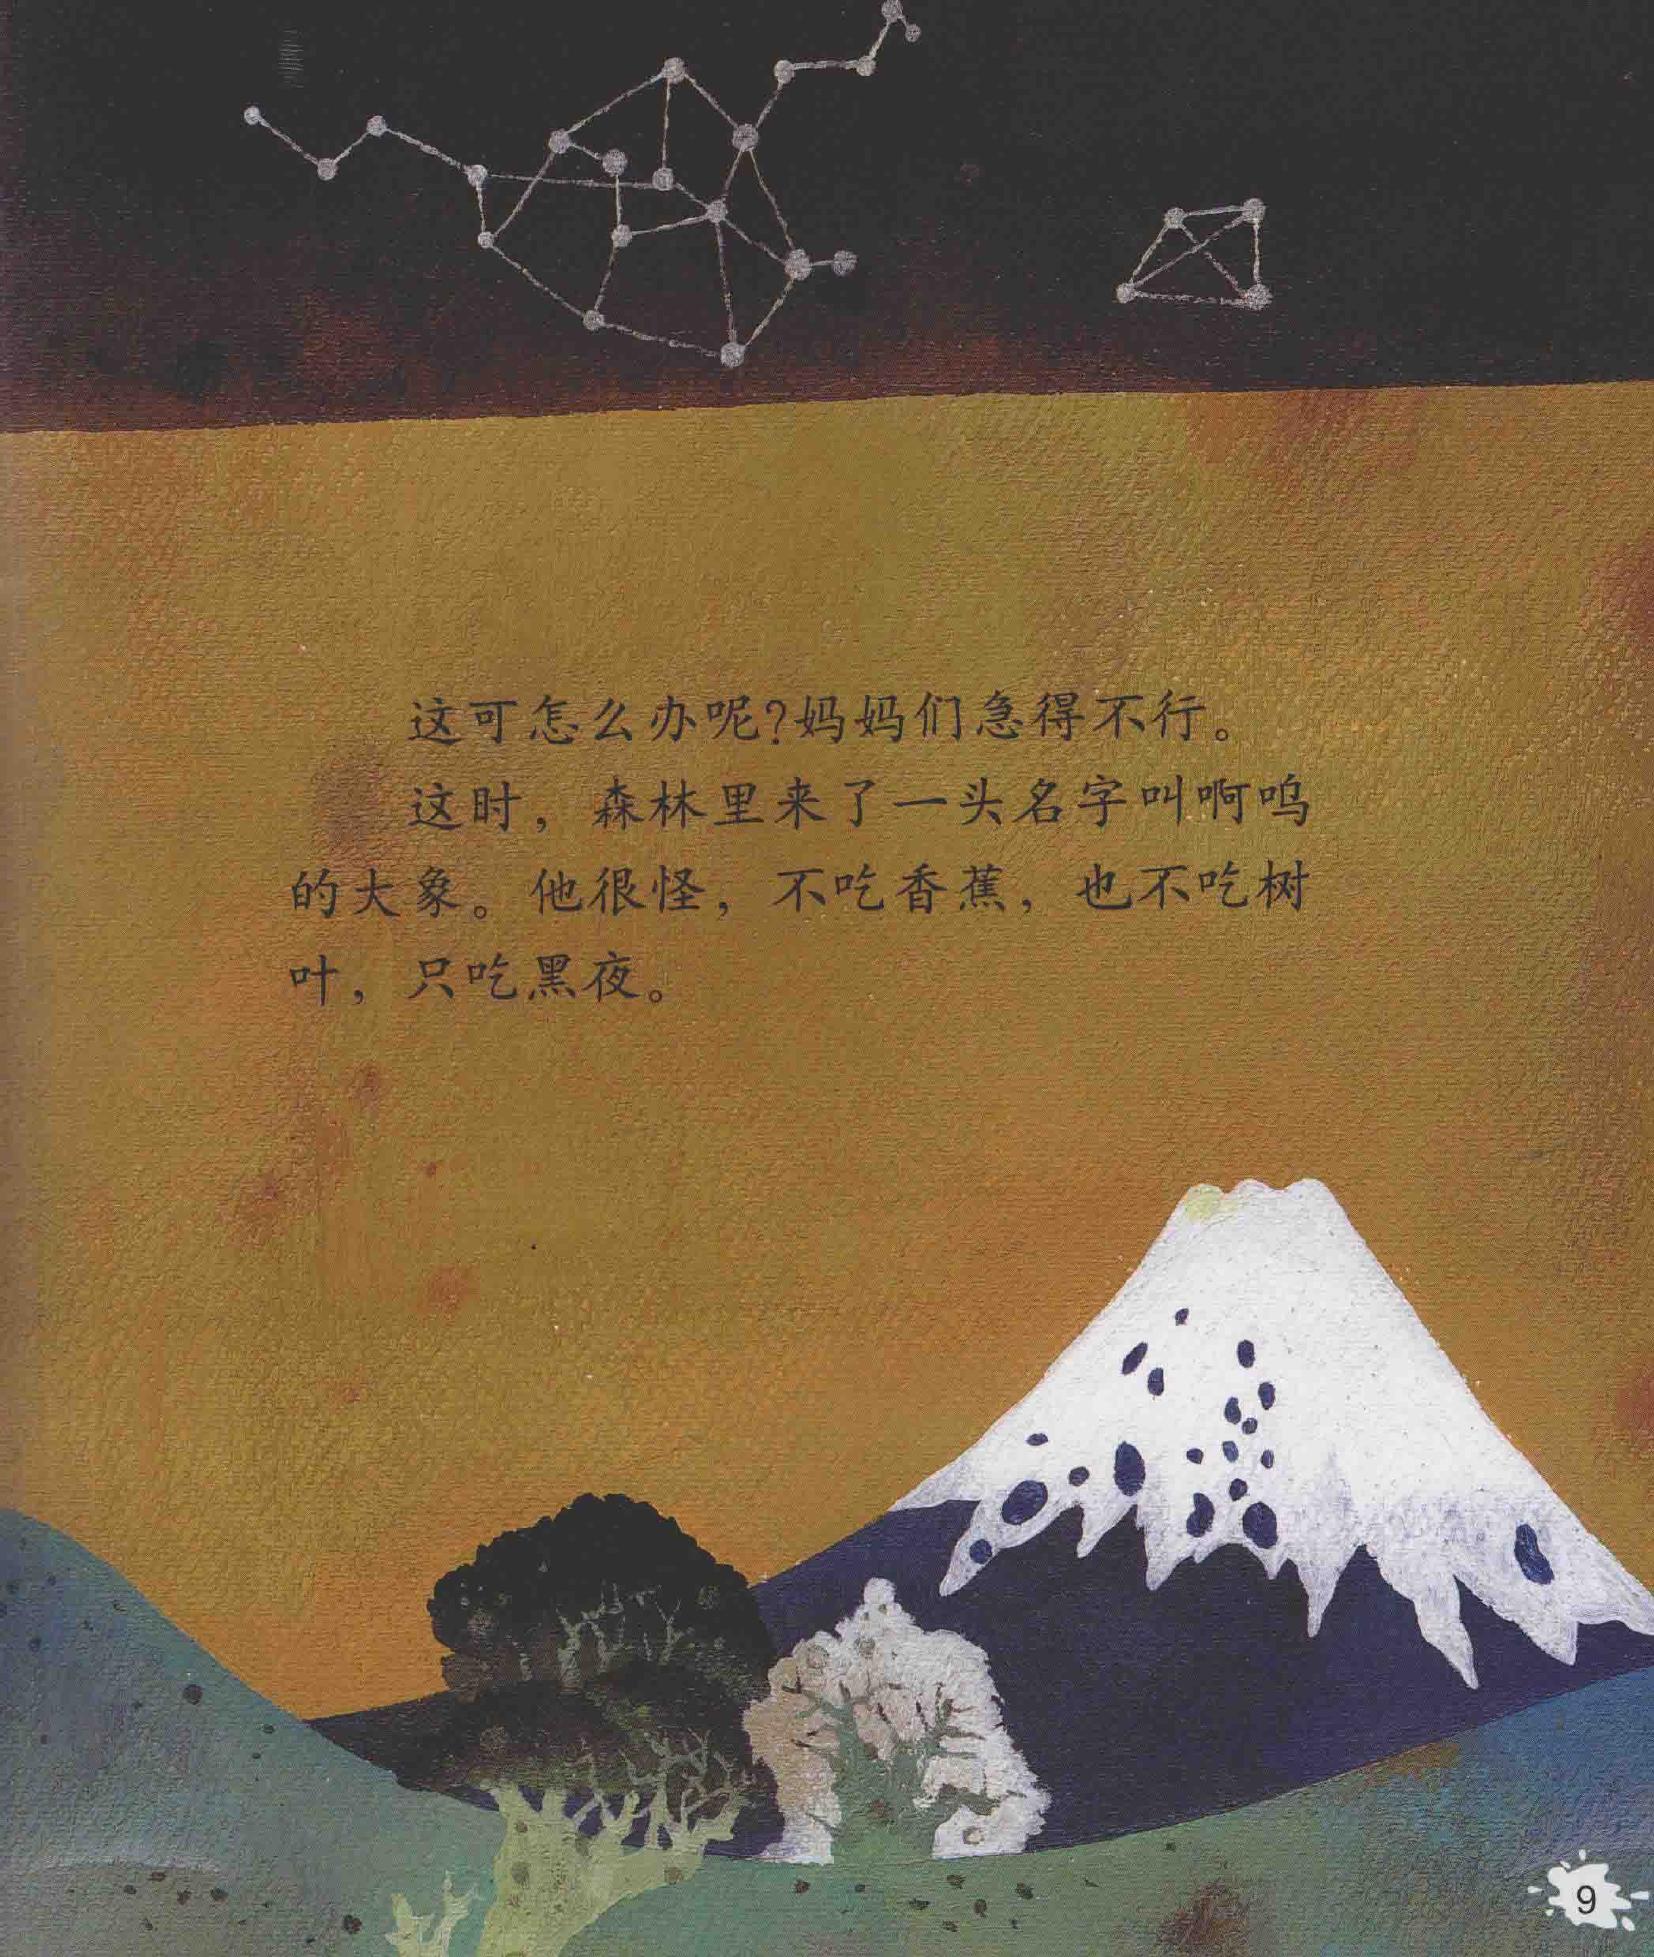 这可怎么办呢?妈妈们急得不行。
这时，森林里来了一头名字叫啊呜
的大象。他很怪，不吃香蕉，也不吃树
叶，只吃黑夜。
9